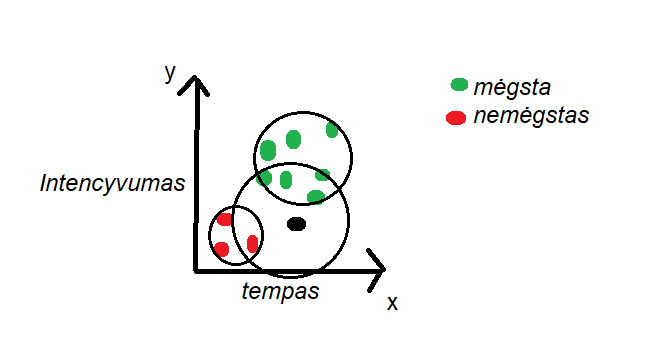 y
mėgsta
nemėgstas
Intencyvumas
tempas
x